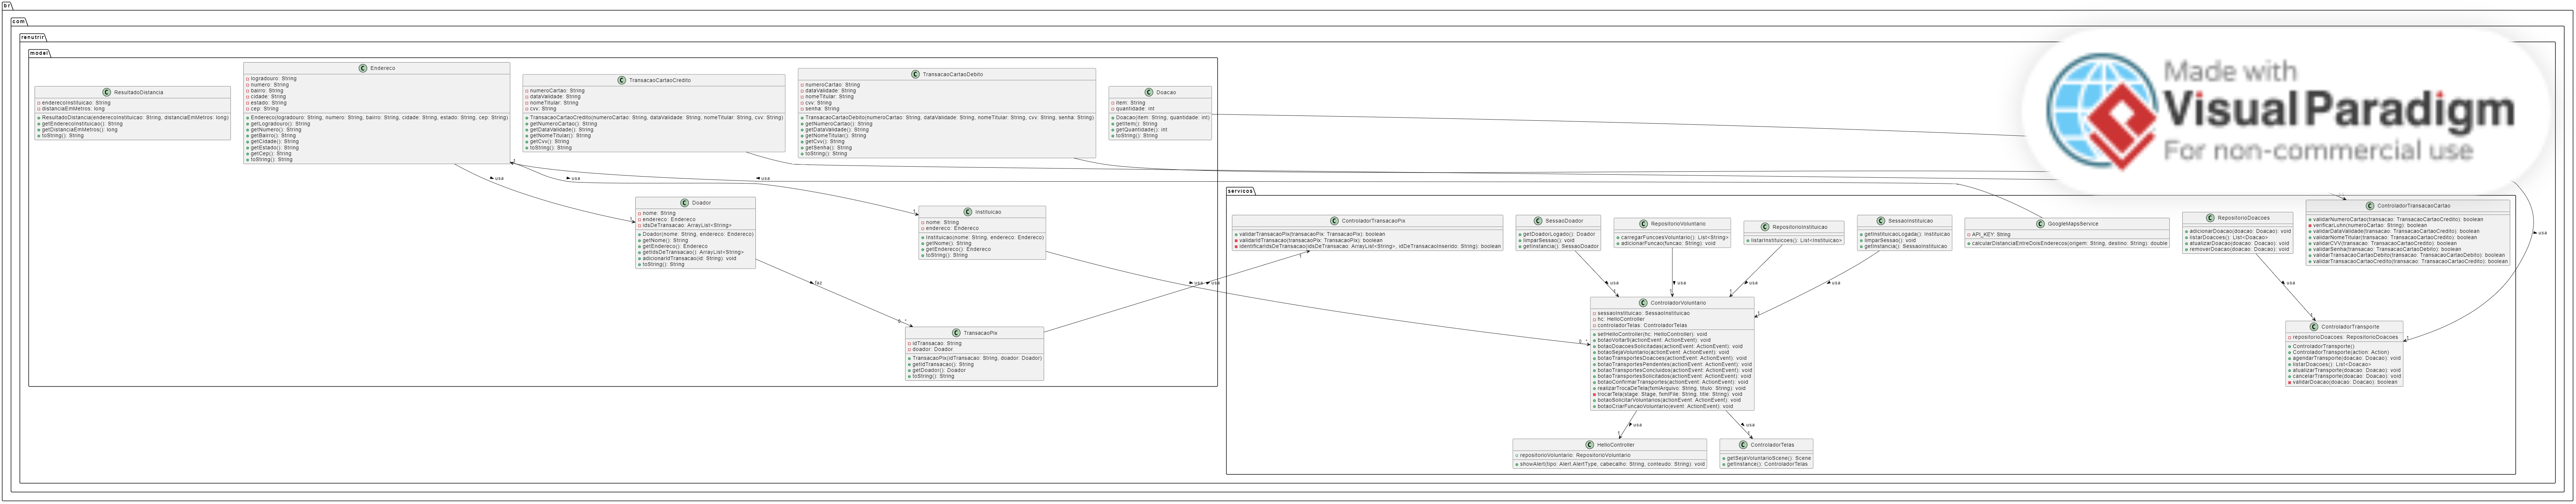 br
com
renutrir
model
ResultadoDistancia
enderecoInstituicao: String
distanciaEmMetros: long
ResultadoDistancia(enderecoInstituicao: String, distanciaEmMetros: long)
getEnderecoInstituicao(): String
getDistanciaEmMetros(): long
toString(): String
Endereco
logradouro: String
numero: String
bairro: String
cidade: String
estado: String
cep: String
Endereco(logradouro: String, numero: String, bairro: String, cidade: String, estado: String, cep: String)
getLogradouro(): String
getNumero(): String
getBairro(): String
getCidade(): String
getEstado(): String
getCep(): String
toString(): String
TransacaoCartaoCredito
numeroCartao: String
dataValidade: String
nomeTitular: String
cvv: String
TransacaoCartaoCredito(numeroCartao: String, dataValidade: String, nomeTitular: String, cvv: String)
getNumeroCartao(): String
getDataValidade(): String
getNomeTitular(): String
getCvv(): String
toString(): String
TransacaoCartaoDebito
numeroCartao: String
dataValidade: String
nomeTitular: String
cvv: String
senha: String
TransacaoCartaoDebito(numeroCartao: String, dataValidade: String, nomeTitular: String, cvv: String, senha: String)
getNumeroCartao(): String
getDataValidade(): String
getNomeTitular(): String
getCvv(): String
getSenha(): String
toString(): String
Doacao
item: String
quantidade: int
Doacao(item: String, quantidade: int)
getItem(): String
getQuantidade(): int
toString(): String
Made with
Visual Paradigm
For non-commercial use
usa
1
usa
usa
Doador
nome: String
endereco: Endereco
idsDeTransacao: ArrayList<String>
Doador(nome: String, endereco: Endereco)
getNome(): String
getEndereco(): Endereco
getIdsDeTransacao(): ArrayList<String>
adicionarIdTransacao(id: String): void
toString(): String
1
Instituicao
nome: String
endereco: Endereco
Instituicao(nome: String, endereco: Endereco)
getNome(): String
getEndereco(): Endereco
toString(): String
1
faz
0..*
TransacaoPix
idTransacao: String
doador: Doador
TransacaoPix(idTransacao: String, doador: Doador)
getIdTransacao(): String
getDoador(): Doador
toString(): String
usa
usa
servicos
ControladorTransacaoPix
validarTransacaoPix(transacaoPix: TransacaoPix): boolean
validarIdTransacao(transacaoPix: TransacaoPix): boolean
identificarIdsDeTransacao(idsDeTransacao: ArrayList<String>, idDeTransacaoInserido: String): boolean
1
SessaoDoador
getDoadorLogado(): Doador
limparSessao(): void
getInstancia(): SessaoDoador
RepositorioVoluntario
carregarFuncoesVoluntario(): List<String>
adicionarFuncao(funcao: String): void
RepositorioInstituicao
listarInstituicoes(): List<Instituicao>
SessaoInstituicao
getInstituicaoLogada(): Instituicao
limparSessao(): void
getInstancia(): SessaoInstituicao
GoogleMapsService
API_KEY: String
calcularDistanciaEntreDoisEnderecos(origem: String, destino: String): double
RepositorioDoacoes
adicionarDoacao(doacao: Doacao): void
listarDoacoes(): List<Doacao>
atualizarDoacao(doacao: Doacao): void
removerDoacao(doacao: Doacao): void
ControladorTransacaoCartao
validarNumeroCartao(transacao: TransacaoCartaoCredito): boolean
verificarLuhn(numeroCartao: String): boolean
validarDataValidade(transacao: TransacaoCartaoCredito): boolean
validarNomeTitular(transacao: TransacaoCartaoCredito): boolean
validarCVV(transacao: TransacaoCartaoCredito): boolean
validarSenha(transacao: TransacaoCartaoDebito): boolean
validarTransacaoCartaoDebito(transacao: TransacaoCartaoDebito): boolean
validarTransacaoCartaoCredito(transacao: TransacaoCartaoCredito): boolean
usa
usa
usa
usa
usa
usa
1
1
1
1
0..*
ControladorVoluntario
sessaoInstituicao: SessaoInstituicao
hc: HelloController
controladorTelas: ControladorTelas
setHelloController(hc: HelloController): void
botaoVoltar9(actionEvent: ActionEvent): void
botaoDoacoesSolicitadas(actionEvent: ActionEvent): void
botaoSejaVoluntario(actionEvent: ActionEvent): void
botaoTransportesDoacoes(actionEvent: ActionEvent): void
botaoTransportesPendentes(actionEvent: ActionEvent): void
botaoTransportesConcluidos(actionEvent: ActionEvent): void
botaoTransportesSolicitados(actionEvent: ActionEvent): void
botaoConfirmarTransportes(actionEvent: ActionEvent): void
realizarTrocaDeTela(fxmlArquivo: String, titulo: String): void
trocarTela(stage: Stage, fxmlFile: String, title: String): void
botaoSolicitarVoluntarios(actionEvent: ActionEvent): void
botaoCriarFuncaoVoluntario(event: ActionEvent): void
1
1
ControladorTransporte
repositorioDoacoes: RepositorioDoacoes
ControladorTransporte()
ControladorTransporte(action: Action)
agendarTransporte(doacao: Doacao): void
listarDoacoes(): List<Doacao>
atualizarTransporte(doacao: Doacao): void
cancelarTransporte(doacao: Doacao): void
validarDoacao(doacao: Doacao): boolean
usa
usa
1
1
HelloController
repositorioVoluntario: RepositorioVoluntario
showAlert(tipo: Alert.AlertType, cabecalho: String, conteudo: String): void
ControladorTelas
getSejaVoluntarioScene(): Scene
getInstance(): ControladorTelas